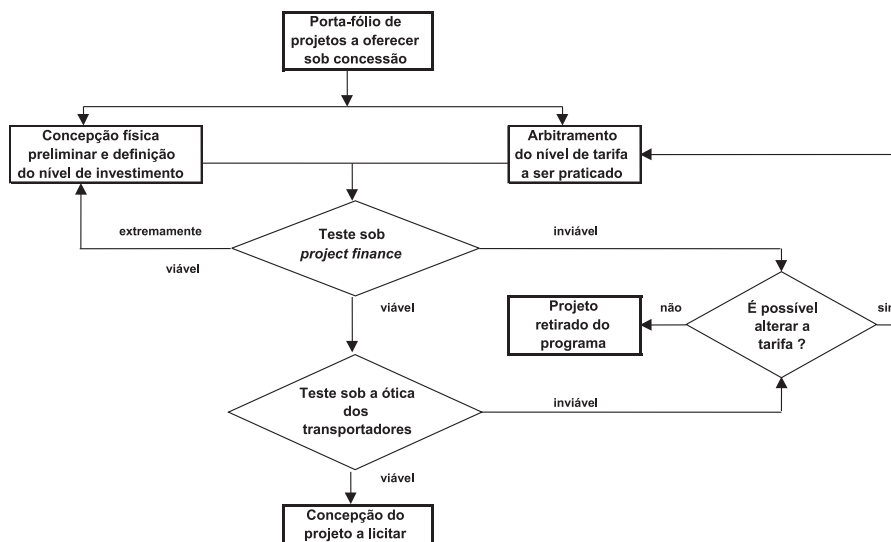 Porta-fólio de
projetos a oferecer
sob concessão
Concepção física
preliminar e definição
do nível de investimento
Arbitramento
do nível de tarifa
a ser praticado
extremamente
viável
Teste sob
project finance
inviável
viável
Projeto
retirado do
programa
não
É possível
alterar a
tarifa ?
Teste sob a ótica
dos
transportadores
inviável
viável
Concepção do
projeto a licitar